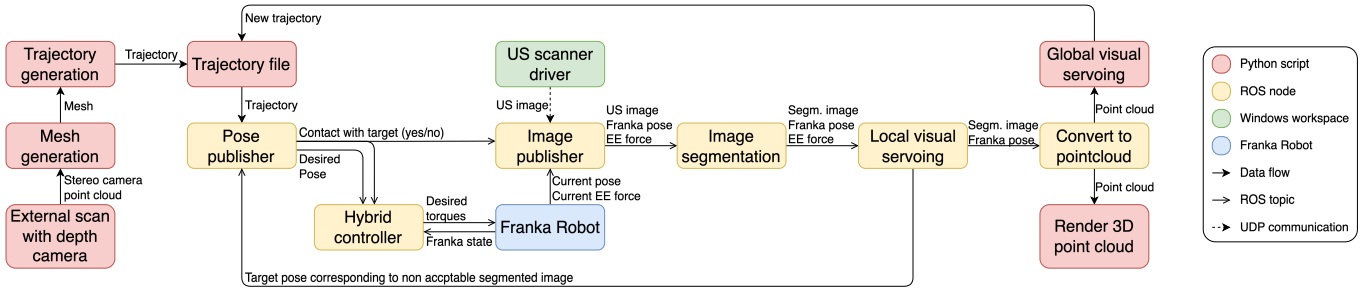 New trajectory
Trajectory
generation
Trajectory
Trajectory file
US scanner
driver
Global visual
servoing
Mesh
Trajectory
US image
Point cloud
Mesh
generation
Pose
publisher
Contact with target (yes/no)
Desired
Pose
Image
publisher
US image
Franka pose
EE force
Image
segmentation
Segm. image
Franka pose
EE force
Local visual
servoing
Segm. image
Franka pose
Convert to
pointcloud
Stereo camera
point cloud
Current pose
Current EE force
Point cloud
External scan
with depth
camera
Hybrid
controller
Desired
torques
Franka state
Franka Robot
Render 3D
point cloud
Target pose corresponding to non accptable segmented image
Python script
ROS node
Windows workspace
Franka Robot
Data flow
ROS topic
UDP communication